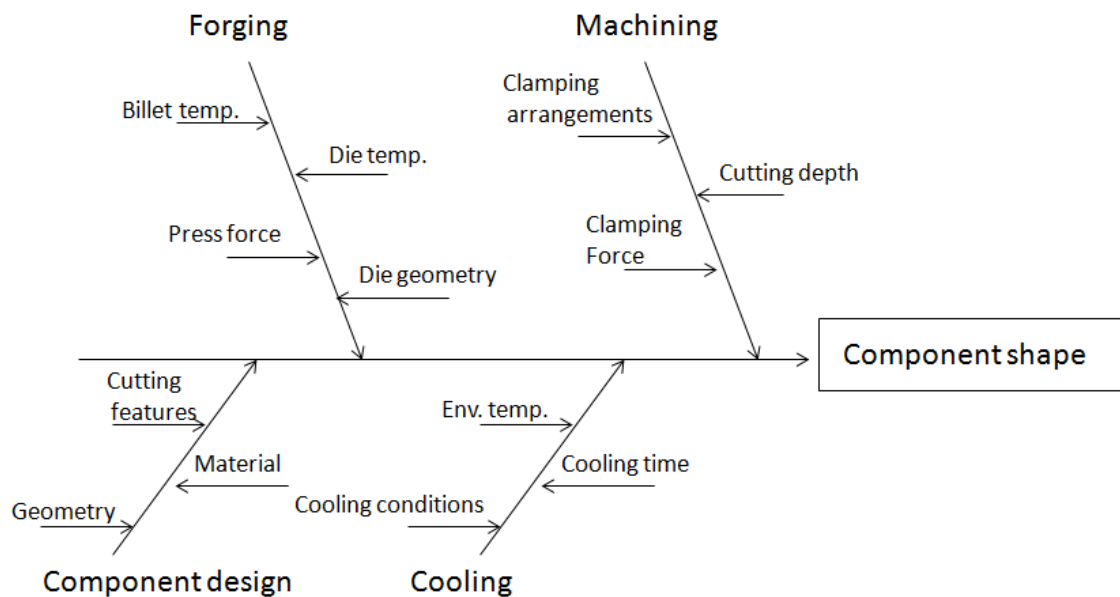 Forging
Machining
Billet temp.
Die temp.
Press force
Die geometry
Clamping
arrangements
Cutting depth
Clamping
Force
Component shape
Cutting
features
Material
Geometry
Component design
Env. temp.
Cooling time
Cooling conditions
Cooling